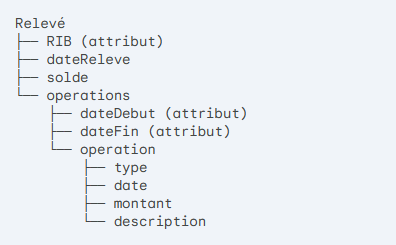 Relevé
├── RIB (attribut)
├── dateReleve
├── solde
└── operations
    ├── dateDebut (attribut)
    ├── dateFin (attribut)
    └── operation
        ├── type
        ├── date
        ├── montant
        └── description